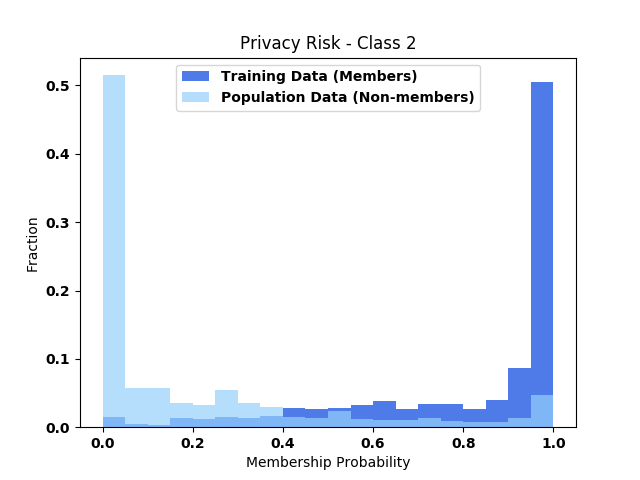 Privacy Risk - Class 2
Training Data (Members)
Population Data (Non-members)
Fraction
0.5
0.4
0.3
0.2
0.1
0.0
0.0 0.2 0.4 0.6 0.8 1.0
Membership Probability